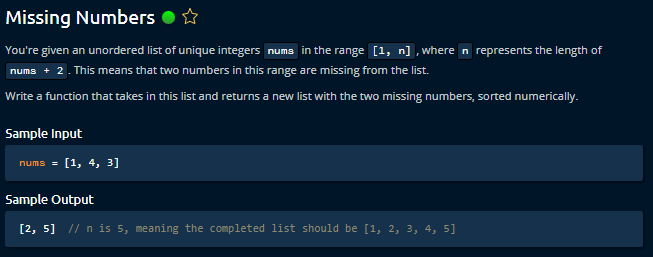 Missing Numbers
You're given an unordered list of unique integers nums in the range [1, n] , where n represents the length of
nums + 2 . This means that two numbers in this range are missing from the list.
Write a function that takes in this list and returns a new list with the two missing numbers, sorted numerically.
Sample Input
nums = [1, 4, 3]
Sample Output
[2, 5]  // n is 5, meaning the completed list should be [1, 2, 3, 4, 5]